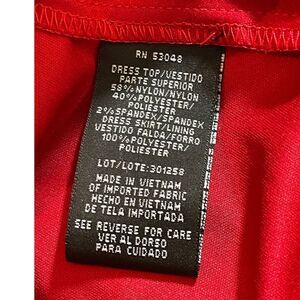 RN 53048
DRESS TOP/VESTIDO
PARTE SUPERIOR
58%NYLON/NYLON
40%POLYESTER/
POLIESTER
2%SPANDEX/SPANDEX
DRESS SKIRT/LINING
VESTIDO FALDA/FORRO
100%POLYESTER/
POLIESTER
LOT/LOTE:301258
MADE IN VIETNAM
OF IMPORTED FABRIC
HECHO EN VIETNAM
DE TELA IMPORTADA
SEE REVERSE FOR CARE
VER AL DORSO
PARA CUIDADO